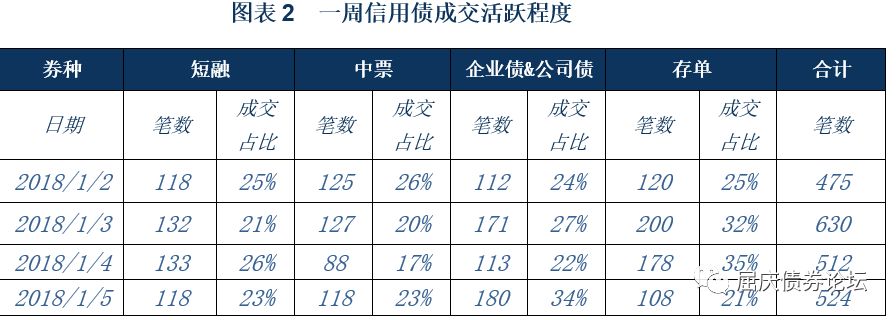 图表 2 一周信用债成交活跃程度
券种 短融 中票 企业债&公司债 存单 合计
日期 笔数 成交占比 笔数 成交占比 笔数 成交占比 笔数 成交占比 笔数
2018/1/2 118 25% 125 26% 112 24% 120 25% 475
2018/1/3 132 21% 127 20% 171 27% 200 32% 630
2018/1/4 133 26% 88 17% 113 22% 178 35% 512
2018/1/5 118 23% 118 23% 180 34% 108 21% 524
屈庆债券论坛